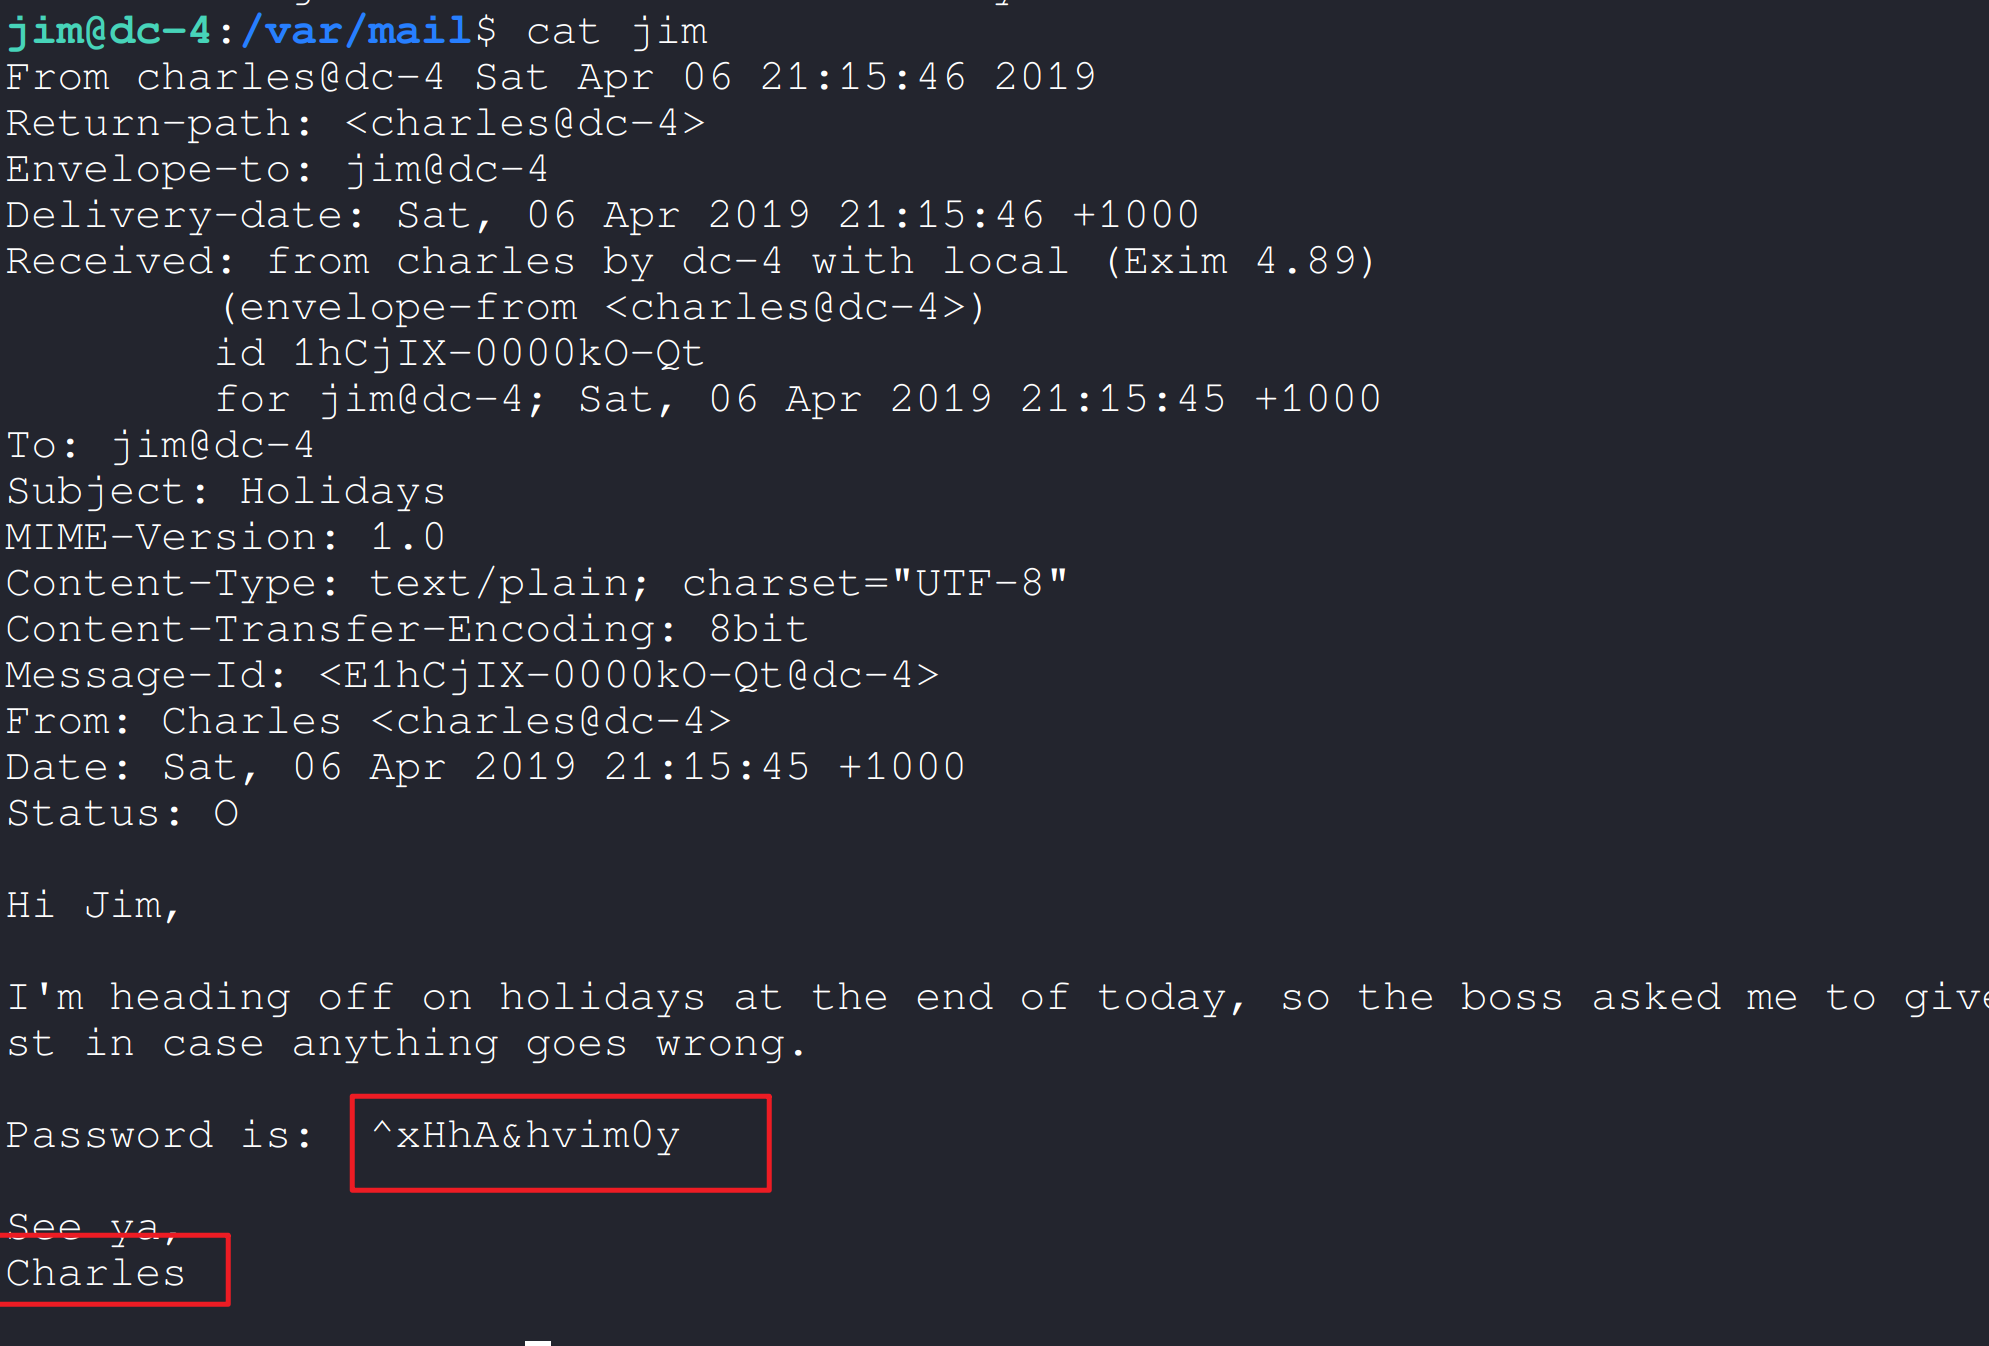 jim@dc-4:/var/mail$ cat jim
From charles@dc-4 Sat Apr 06 21:15:46 2019
Return-path: <charles@dc-4>
Envelope-to: jim@dc-4
Delivery-date: Sat, 06 Apr 2019 21:15:46 +1000
Received: from charles by dc-4 with local (Exim 4.89)
        (envelope-from <charles@dc-4>)
        id 1hCjIX-0000kO-Qt
        for jim@dc-4; Sat, 06 Apr 2019 21:15:45 +1000
To: jim@dc-4
Subject: Holidays
MIME-Version: 1.0
Content-Type: text/plain; charset="UTF-8"
Content-Transfer-Encoding: 8bit
Message-Id: <E1hCjIX-0000kO-Qt@dc-4>
From: Charles <charles@dc-4>
Date: Sat, 06 Apr 2019 21:15:45 +1000
Status: O
Hi Jim,
I'm heading off on holidays at the end of today, so the boss asked me to give
st in case anything goes wrong.
Password is:  ^xHhA&hvim0y
See ya,
Charles